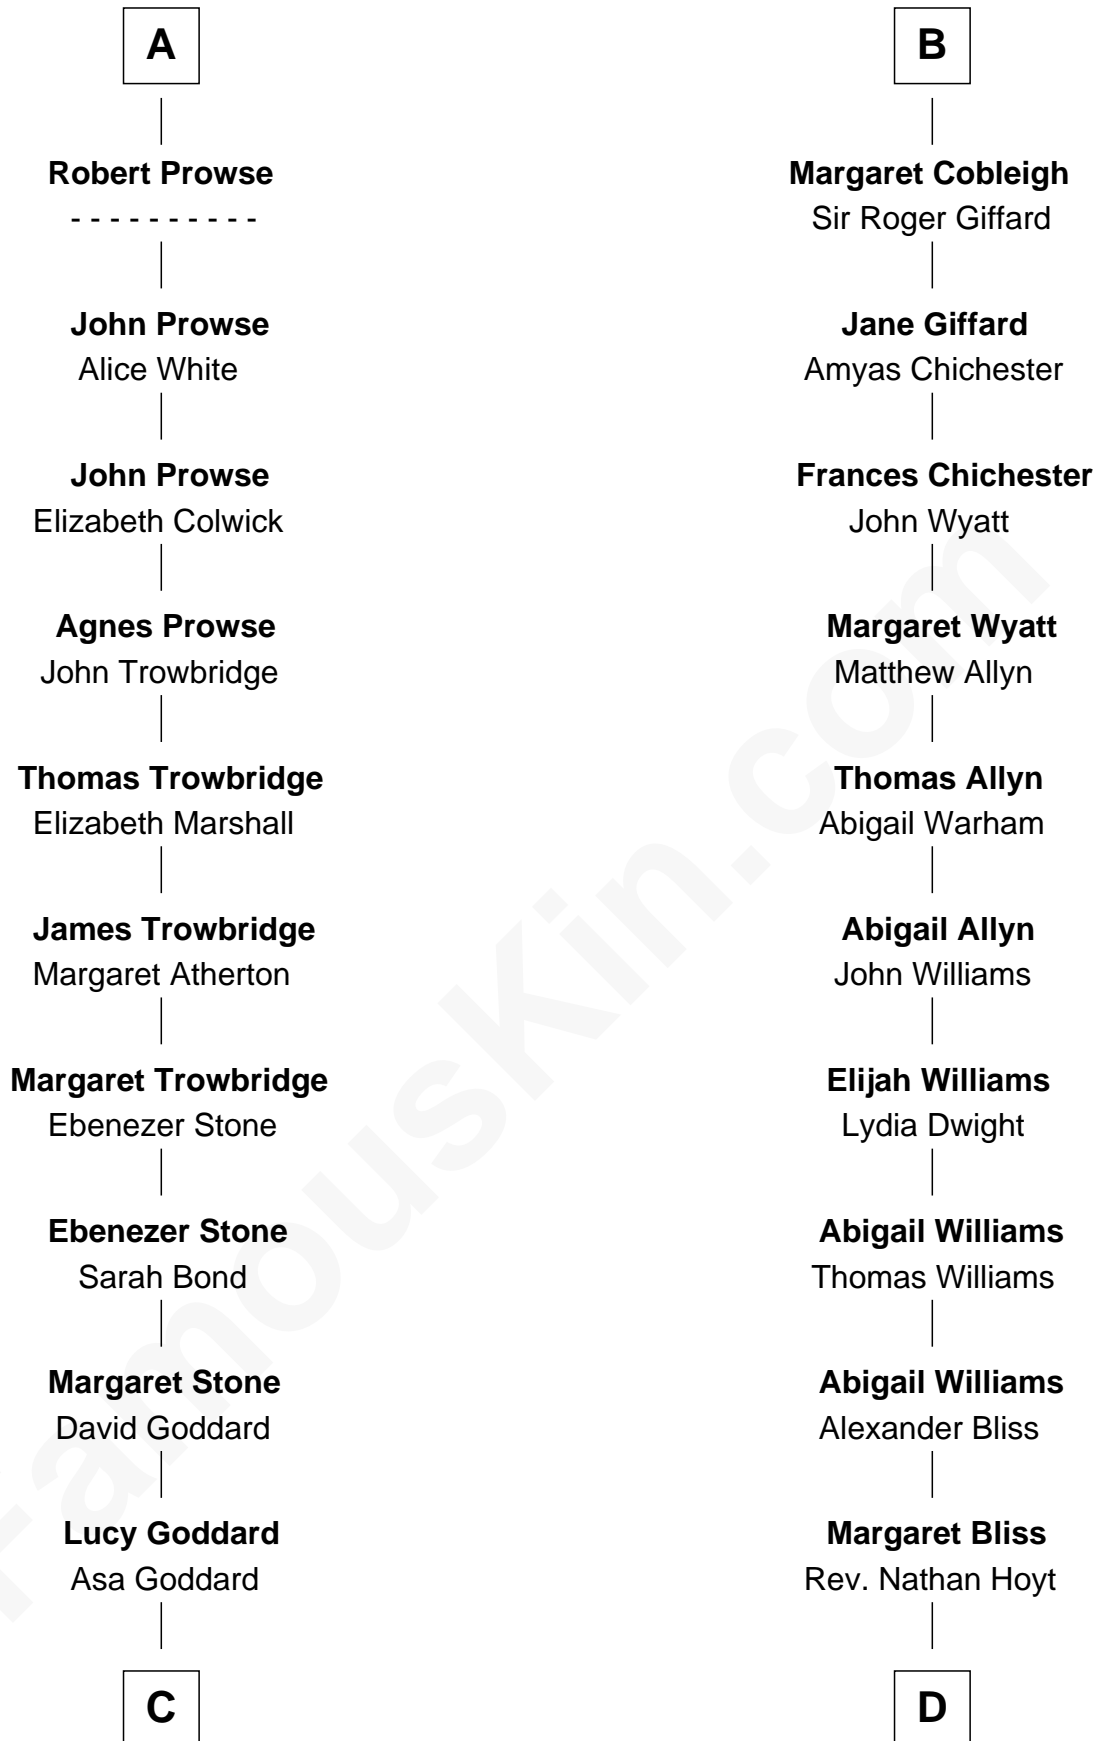 A
Robert Prowse
- - - - - - - - - -
John Prowse
Alice White
John Prowse
Elizabeth Colwick
Agnes Prowse
John Trowbridge
Thomas Trowbridge
Elizabeth Marshall
James Trowbridge
Margaret Atherton
Margaret Trowbridge
Ebenezer Stone
Ebenezer Stone
Sarah Bond
Margaret Stone
David Goddard
Lucy Goddard
Asa Goddard
C
B
Margaret Cobleigh
Sir Roger Giffard
Jane Giffard
Amyas Chichester
Frances Chichester
John Wyatt
Margaret Wyatt
Matthew Allyn
Thomas Allyn
Abigail Warham
Abigail Allyn
John Williams
Elijah Williams
Lydia Dwight
Abigail Williams
Thomas Williams
Abigail Williams
Alexander Bliss
Margaret Bliss
Rev. Nathan Hoyt
D
FamousKin.com